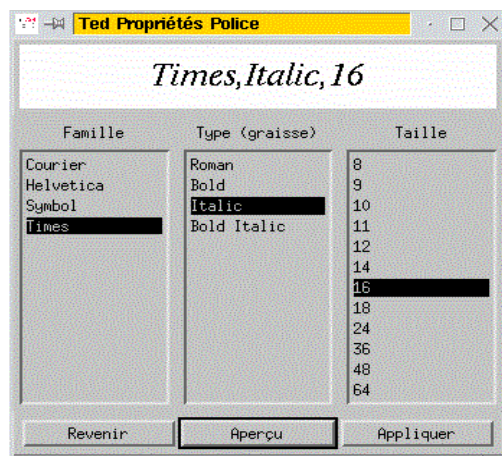 Ted Propriétés Police
Times,Italic,16
Famille
Type (graisse)
Taille
Courier
Helvetica
Symbol
Times
Roman
Bold
Italic
Bold Italic
8
9
10
11
12
14
16
18
24
36
48
64
Revenir
Aperçu
Appliquer